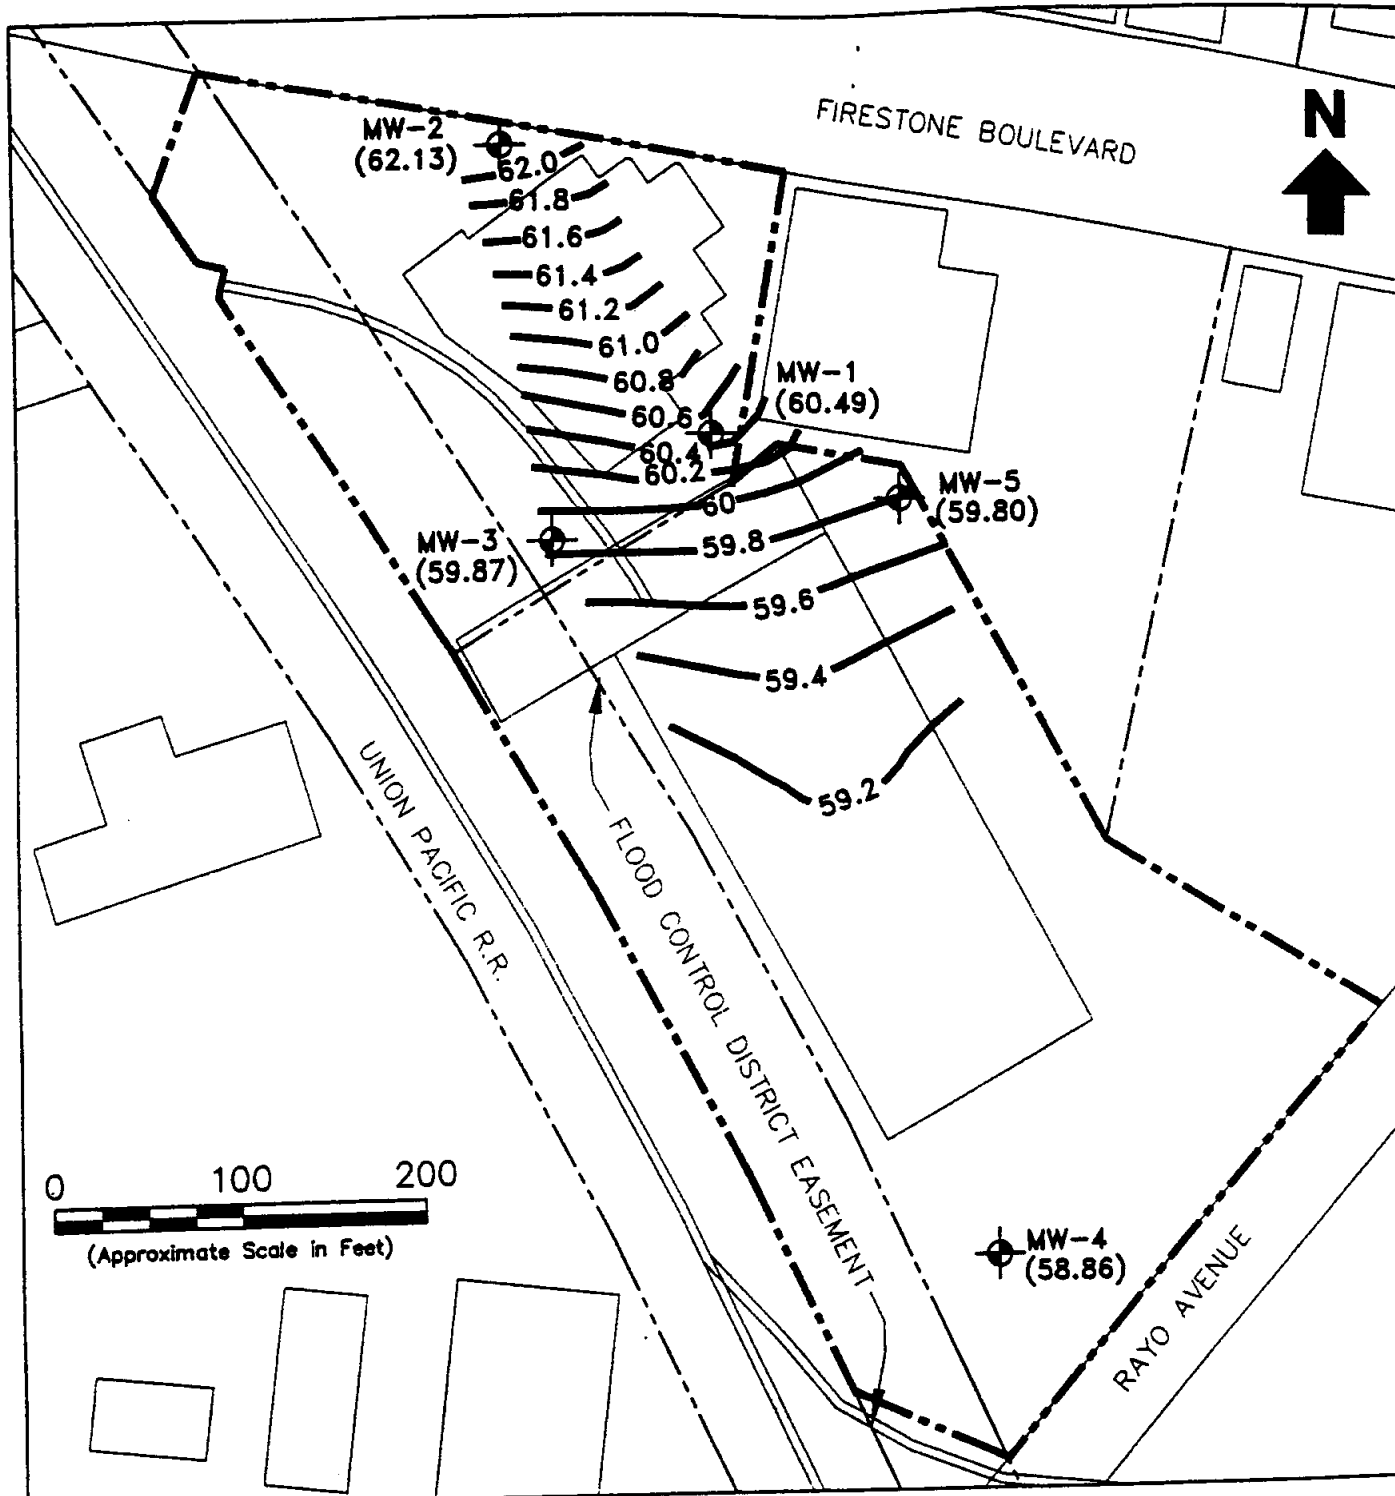 FIRESTONE BOULEVARD
N
MW-2
(62.13)
62.0
61.8
61.6
61.4
61.2
61.0
60.8
60.6
60.4
60.2
60
59.8
59.6
59.4
59.2
MW-1
(60.49)
MW-5
(59.80)
MW-3
(59.87)
UNION PACIFIC R.R.
FLOOD CONTROL DISTRICT EASEMENT
0 100 200
(Approximate Scale in Feet)
MW-4
(58.86)
RAYO AVENUE